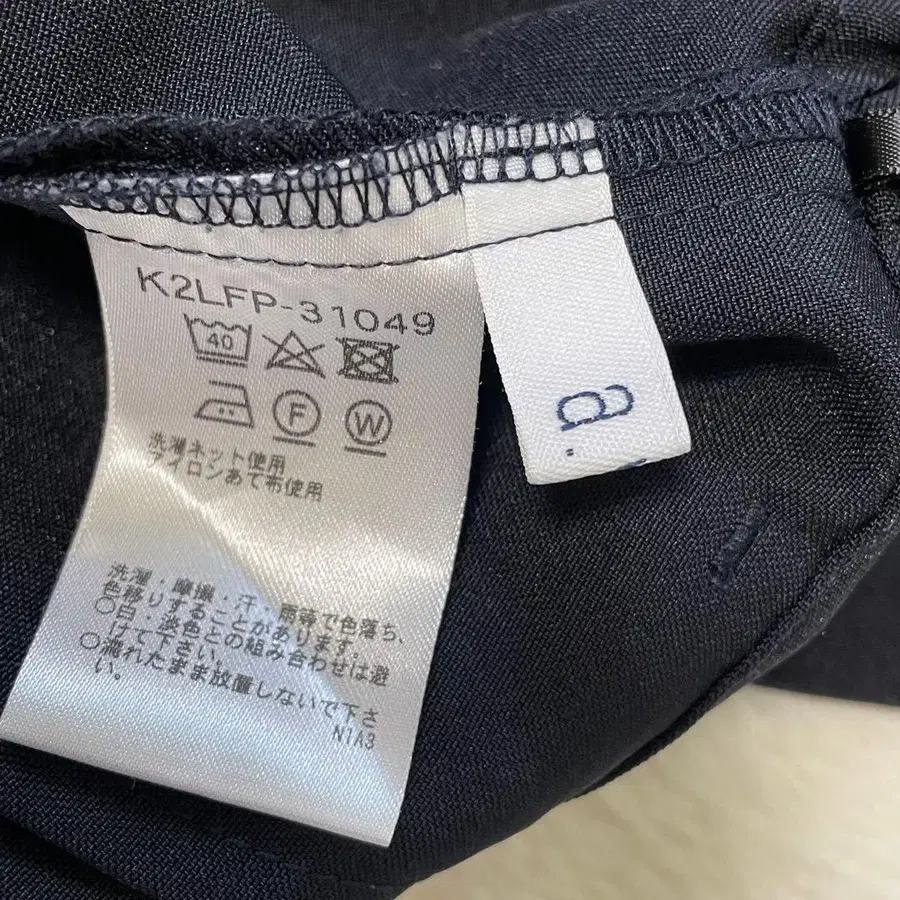 K2LFP-31049
40
F
W
洗濯ネット使用
アイロンあて布使用
洗濯・摩擦・汗・雨等で色落ち、
色移りすることがあります。
○白・淡色との組み合わせは避
けて下さい。
○濡れたまま放置しないで下さ
い。
N1A3